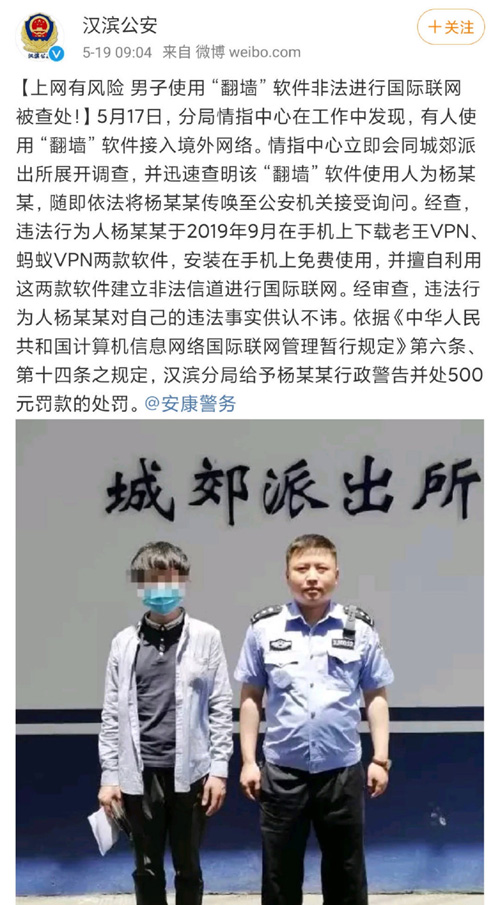 汉滨公安
+关注
5-19 09:04 来自 微博 weibo.com
【上网有风险 男子使用“翻墙”软件非法进行国际联网
被查处!】5月17日，分局情指中心在工作中发现，有人使
用“翻墙”软件接入境外网络。情指中心立即会同城郊派
出所展开调查，并迅速查明该“翻墙”软件使用人为杨某
某，随即依法将杨某某传唤至公安机关接受询问。经查，
违法行为人杨某某于2019年9月在手机上下载老王VPN、
蚂蚁VPN两款软件，安装在手机上免费使用，并擅自利用
这两款软件建立非法信道进行国际联网。经审查，违法行
为人杨某某对自己的违法事实供认不讳。依据《中华人民
共和国计算机信息网络国际联网管理暂行规定》第六条、
第十四条之规定，汉滨分局给予杨某某行政警告并处500
元罚款的处罚。@安康警务
城郊派出所